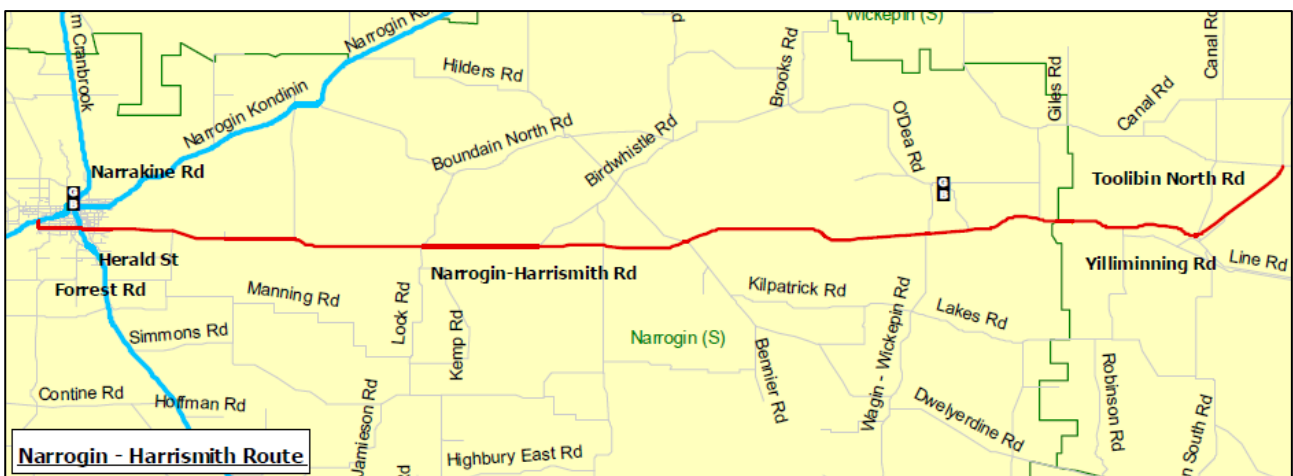 Wickepin (S)
Canal Rd
m Cranbrook
Narrogin Ko
Hilders Rd
Brooks Rd
Giles Rd
Canal Rd
Narrogin Kondinin
O'Dea Rd
Boundain North Rd
Birdwhistle Rd
Narrakine Rd
Toolibin North Rd
Herald St
Narrogin-Harrismith Rd
Yilliminning Rd
Line Rd
Forrest Rd
Manning Rd
Lock Rd
Kilpatrick Rd
Simmons Rd
Kemp Rd
Narrogin (S)
Bennier Rd
Wagin - Wickepin Rd
Lakes Rd
Robinson Rd
Contine Rd
Hoffman Rd
Jamieson Rd
Dwelyerdine Rd
n South Rd
Narrogin - Harrismith Route
Highbury East Rd